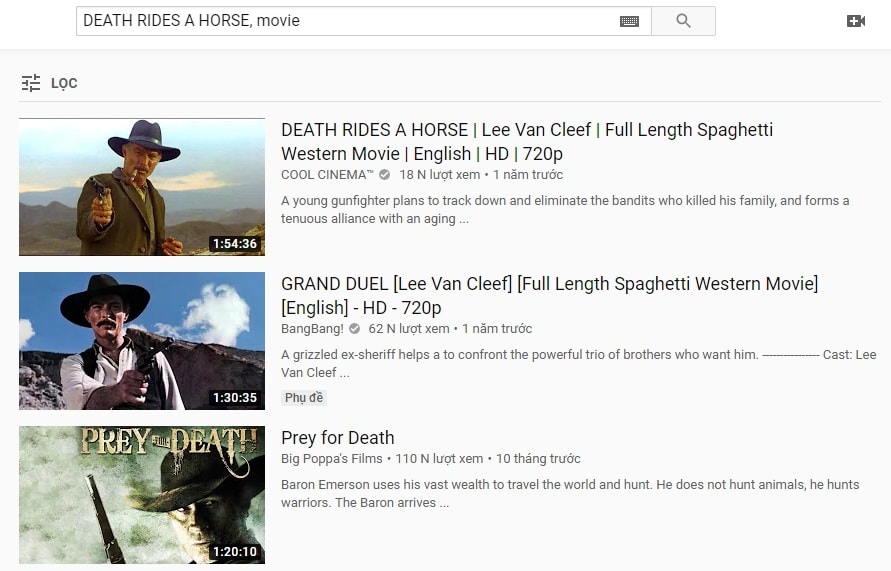 DEATH RIDES A HORSE, movie
LỌC
DEATH RIDES A HORSE | Lee Van Cleef | Full Length Spaghetti
Western Movie | English | HD | 720p
COOL CINEMA™ 18 N lượt xem • 1 năm trước
A young gunfighter plans to track down and eliminate the bandits who killed his family, and forms a
tenuous alliance with an aging ...
1:54:36
GRAND DUEL [Lee Van Cleef] [Full Length Spaghetti Western Movie]
[English] - HD - 720p
BangBang! 62 N lượt xem • 1 năm trước
A grizzled ex-sheriff helps a to confront the powerful trio of brothers who want him. ---------------- Cast: Lee
Van Cleef ...
Phụ đề
1:30:35
PREY FOR DEATH
Prey for Death
Big Poppa's Films • 110 N lượt xem • 10 tháng trước
Baron Emerson uses his vast wealth to travel the world and hunt. He does not hunt animals, he hunts
warriors. The Baron arrives ...
1:20:10